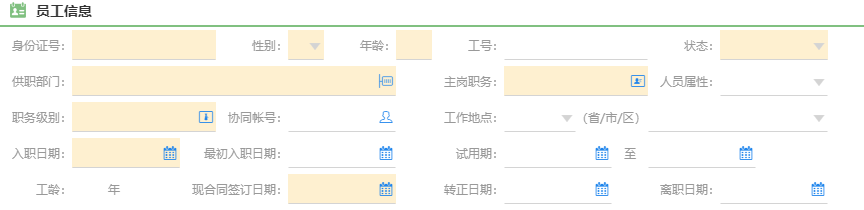 员工信息
身份证号： 性别： 年龄： 工号： 状态：
供职部门： 主岗职务： 人员属性：
职务级别： 协同帐号： 工作地点： (省/市/区)
入职日期： 最初入职日期： 试用期： 至
工龄： 年 现合同签订日期： 转正日期： 离职日期：